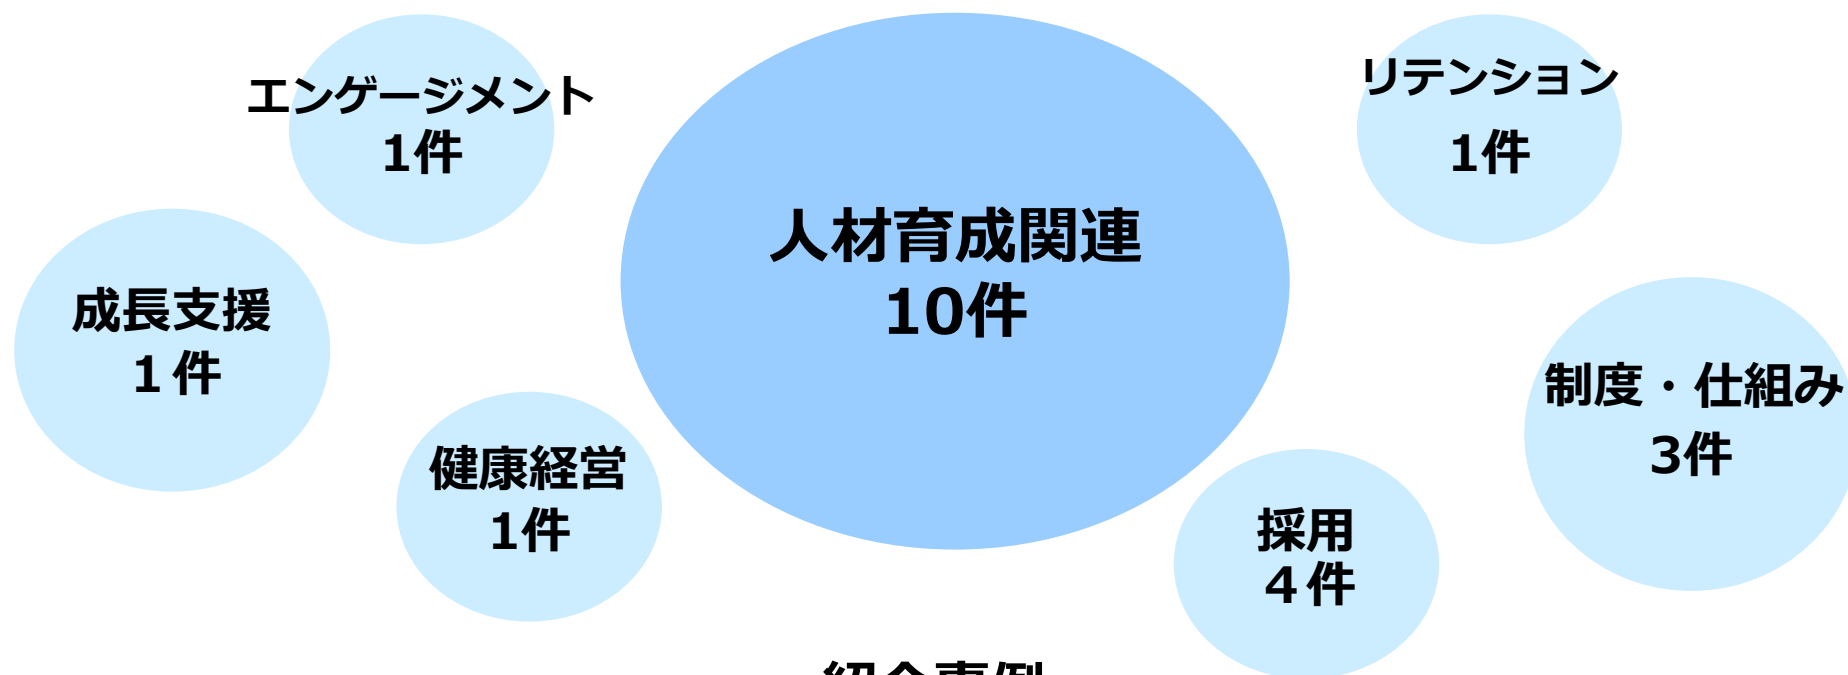 エンゲージメント
1件
リテンション
1件
人材育成関連
10件
成長支援
１件
制度・仕組み
3件
健康経営
1件
採用
４件